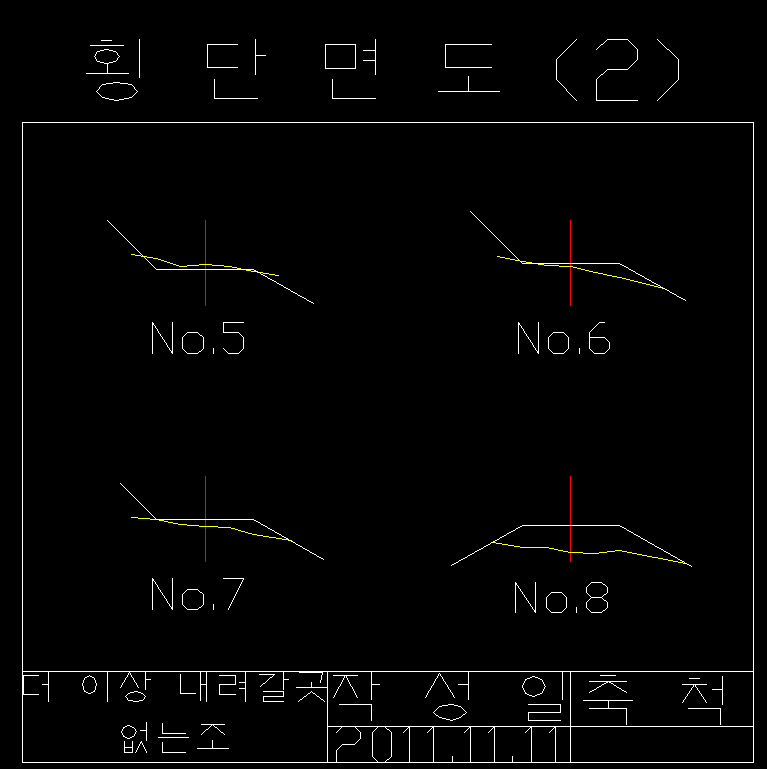 횡 단 면 도 (2)
No.5
No.6
No.7
No.8
더 이상 내려갈곳
없는조
작 성 일
축 척
2011.11.11